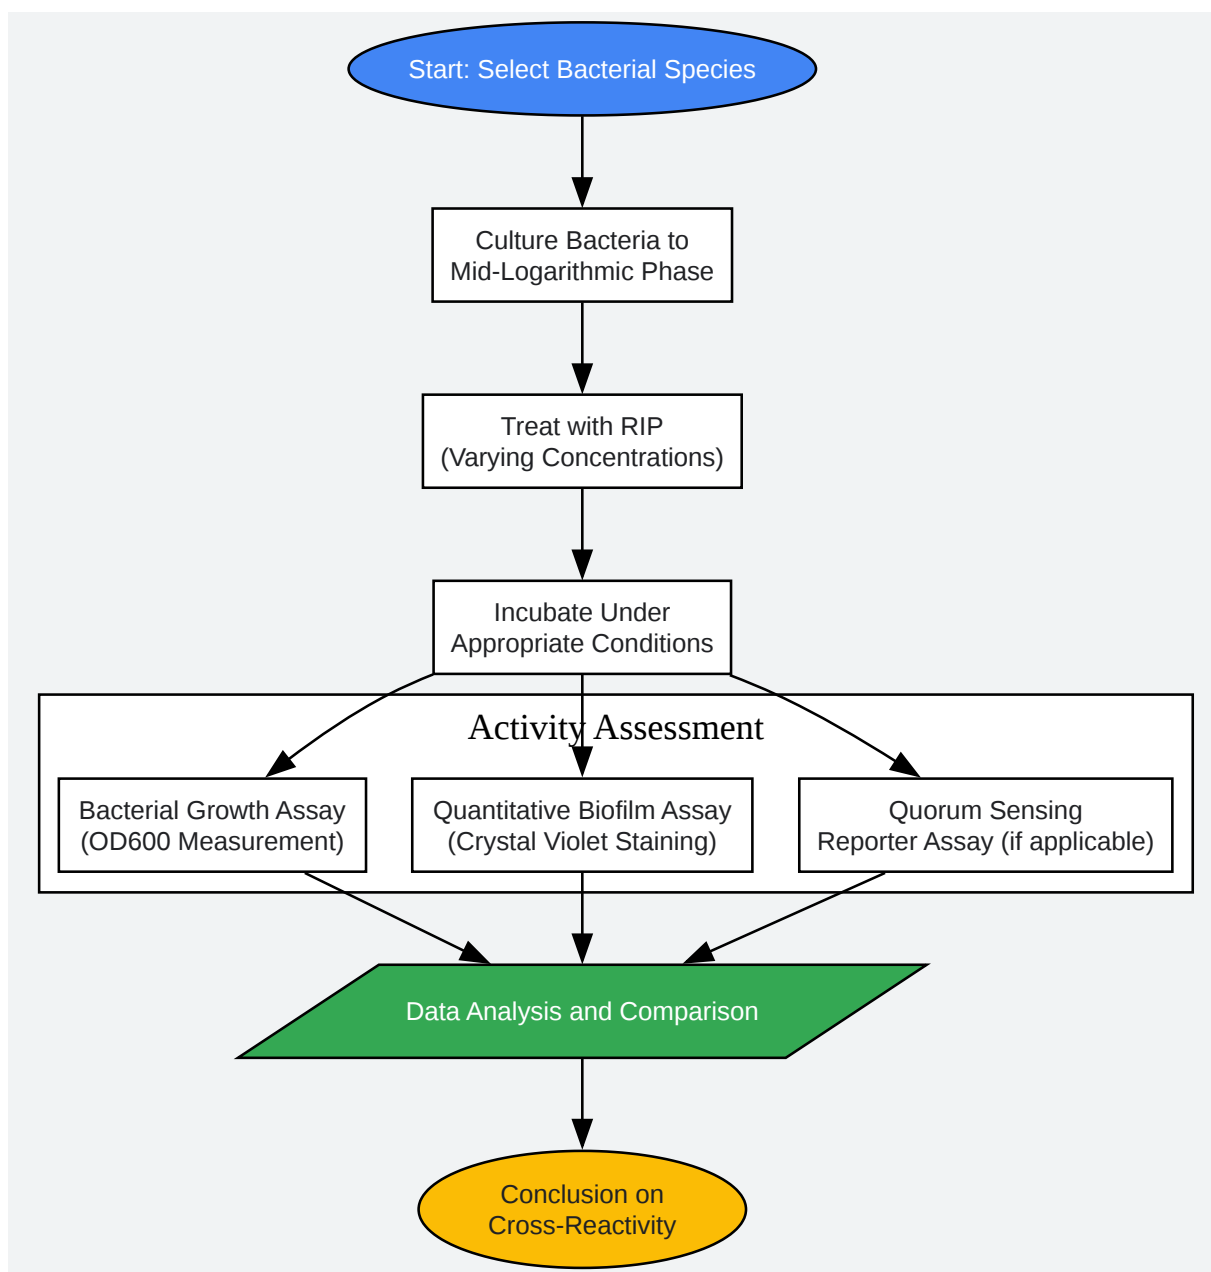 Start: Select Bacterial Species
Culture Bacteria to
Mid-Logarithmic Phase
Treat with RIP
(Varying Concentrations)
Incubate Under
Appropriate Conditions
Activity Assessment
Bacterial Growth Assay
(OD600 Measurement)
Quantitative Biofilm Assay
(Crystal Violet Staining)
Quorum Sensing
Reporter Assay (if applicable)
Data Analysis and Comparison
Conclusion on
Cross-Reactivity